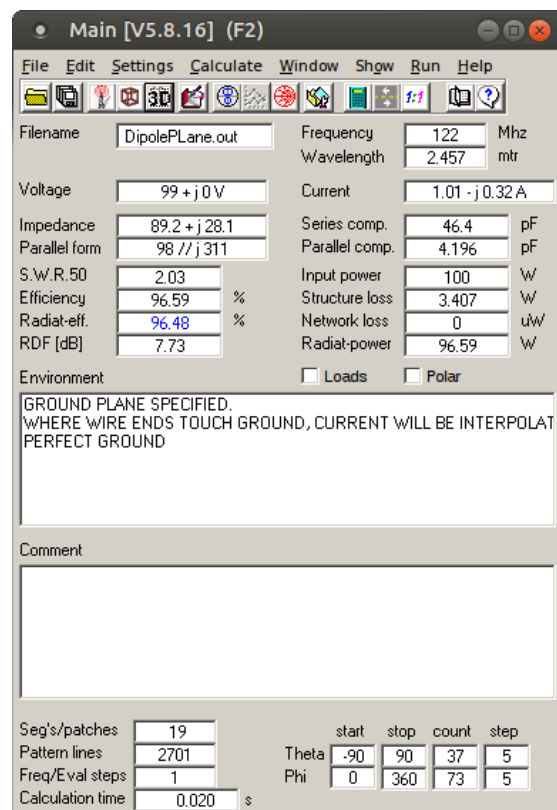 Main [V5.8.16] (F2)
File Edit Settings Calculate Window Show Run Help
3D 1:1 ?
Filename DipolePLane.out Frequency 122 Mhz
Wavelength 2.457 mtr
Voltage 99 + j 0 V Current 1.01 - j 0.32 A
Impedance 89.2 + j 28.1 Series comp. 46.4 pF
Parallel form 98 // j 311 Parallel comp. 4.196 pF
S.W.R.50 2.03 Input power 100 W
Efficiency 96.59 % Structure loss 3.407 W
Radiat-eff. 96.48 % Network loss 0 uW
RDF [dB] 7.73 Radiat-power 96.59 W
Environment Loads Polar
GROUND PLANE SPECIFIED.
WHERE WIRE ENDS TOUCH GROUND, CURRENT WILL BE INTERPOLAT
PERFECT GROUND
Comment
Seg's/patches 19 start stop count step
Pattern lines 2701 Theta -90 90 37 5
Freq/Eval steps 1 Phi 0 360 73 5
Calculation time 0.020 s